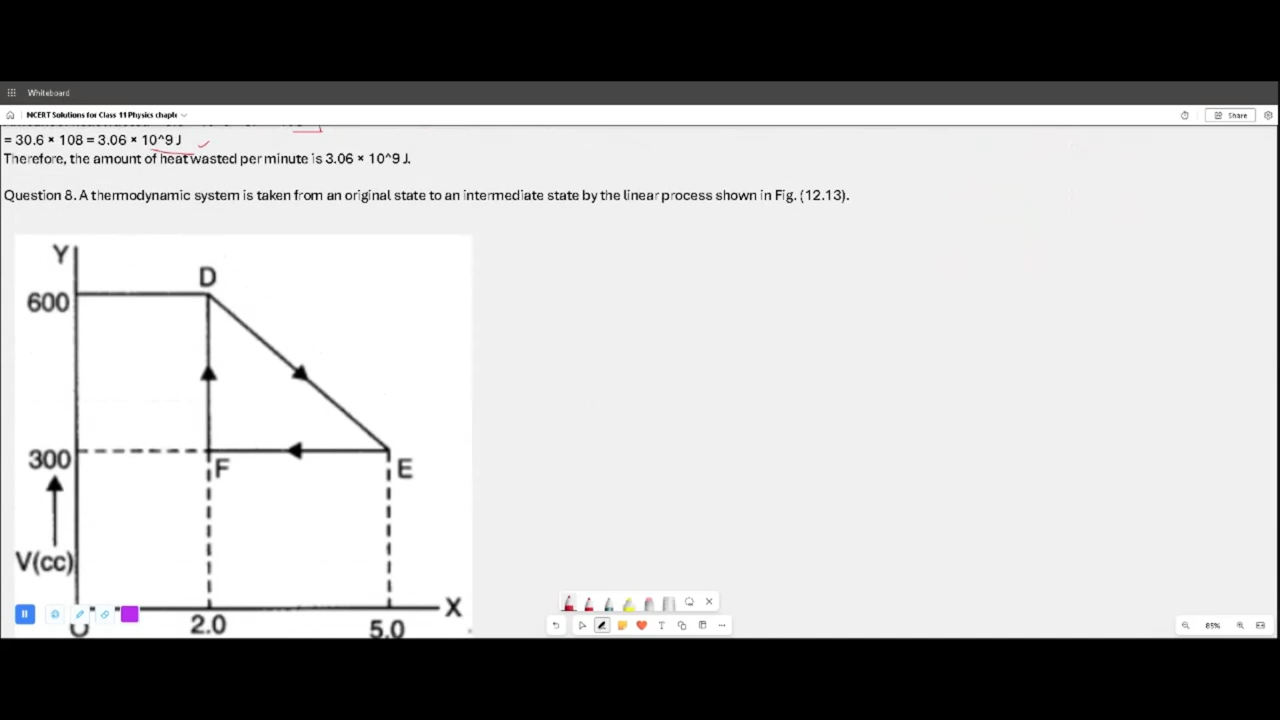 Whiteboard
NCERT Solutions for Class 11 Physics chapte
Share
= 30.6 × 108 = 3.06 × 10^9 J
Therefore, the amount of heat wasted per minute is 3.06 × 10^9 J.
Question 8. A thermodynamic system is taken from an original state to an intermediate state by the linear process shown in Fig. (12.13).
Y
D
600
300
F
E
V(cc)
X
O
2.0
5.0
85%